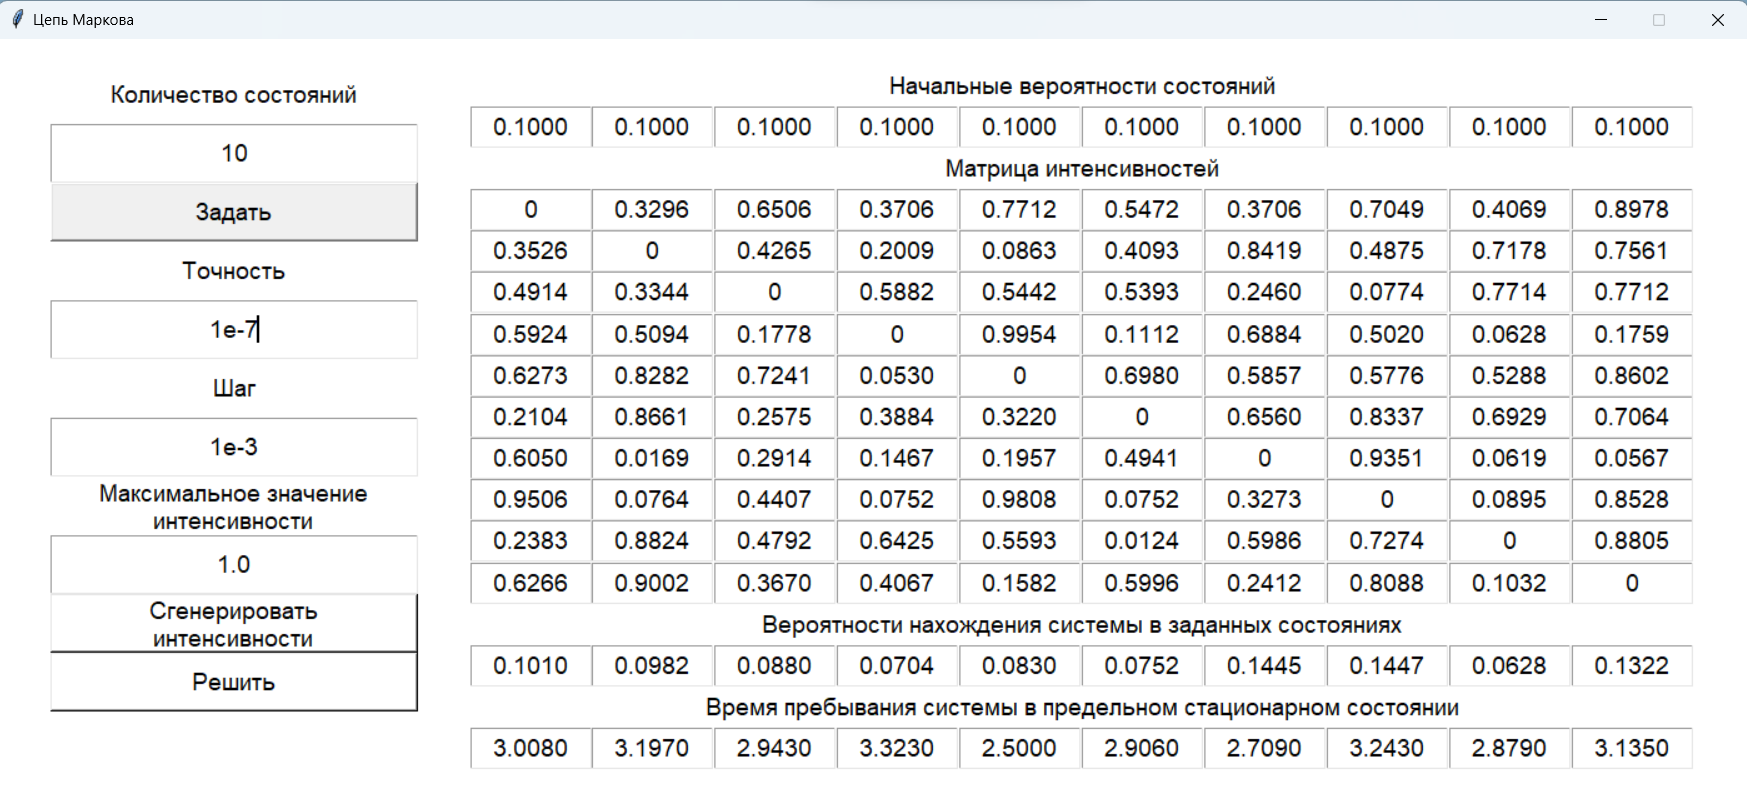 Цепь Маркова
Количество состояний
10
Задать
Точность
1e-7
Шаг
1e-3
Максимальное значение
интенсивности
1.0
Сгенерировать
интенсивности
Решить
Начальные вероятности состояний
0.1000 0.1000 0.1000 0.1000 0.1000 0.1000 0.1000 0.1000 0.1000 0.1000
Матрица интенсивностей
0 0.3296 0.6506 0.3706 0.7712 0.5472 0.3706 0.7049 0.4069 0.8978
0.3526 0 0.4265 0.2009 0.0863 0.4093 0.8419 0.4875 0.7178 0.7561
0.4914 0.3344 0 0.5882 0.5442 0.5393 0.2460 0.0774 0.7714 0.7712
0.5924 0.5094 0.1778 0 0.9954 0.1112 0.6884 0.5020 0.0628 0.1759
0.6273 0.8282 0.7241 0.0530 0 0.6980 0.5857 0.5776 0.5288 0.8602
0.2104 0.8661 0.2575 0.3884 0.3220 0 0.6560 0.8337 0.6929 0.7064
0.6050 0.0169 0.2914 0.1467 0.1957 0.4941 0 0.9351 0.0619 0.0567
0.9506 0.0764 0.4407 0.0752 0.9808 0.0752 0.3273 0 0.0895 0.8528
0.2383 0.8824 0.4792 0.6425 0.5593 0.0124 0.5986 0.7274 0 0.8805
0.6266 0.9002 0.3670 0.4067 0.1582 0.5996 0.2412 0.8088 0.1032 0
Вероятности нахождения системы в заданных состояниях
0.1010 0.0982 0.0880 0.0704 0.0830 0.0752 0.1445 0.1447 0.0628 0.1322
Время пребывания системы в предельном стационарном состоянии
3.0080 3.1970 2.9430 3.3230 2.5000 2.9060 2.7090 3.2430 2.8790 3.1350